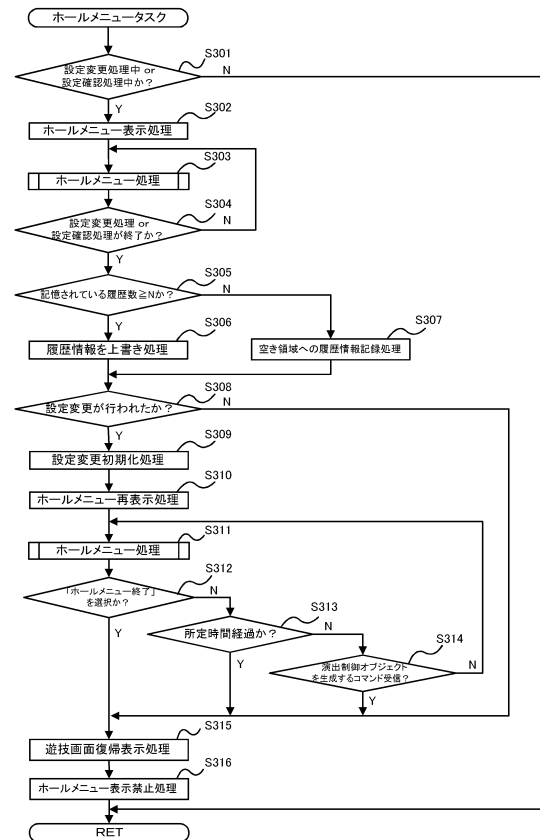 ホールメニュータスク
S301
設定変更処理中 or
設定確認処理中か？
N
Y
S302
ホールメニュー表示処理
S303
ホールメニュー処理
S304
設定変更処理 or
設定確認処理が終了か？
N
Y
S305
記憶されている履歴数≧Nか？
N
Y
S306
履歴情報を上書き処理
S307
空き領域への履歴情報記録処理
S308
設定変更が行われたか？
N
Y
S309
設定変更初期化処理
S310
ホールメニュー再表示処理
S311
ホールメニュー処理
S312
「ホールメニュー終了」
を選択か？
N
Y
S313
所定時間経過か？
N
Y
S314
演出制御オブジェクト
を生成するコマンド受信？
N
Y
S315
遊技画面復帰表示処理
S316
ホールメニュー表示禁止処理
RET